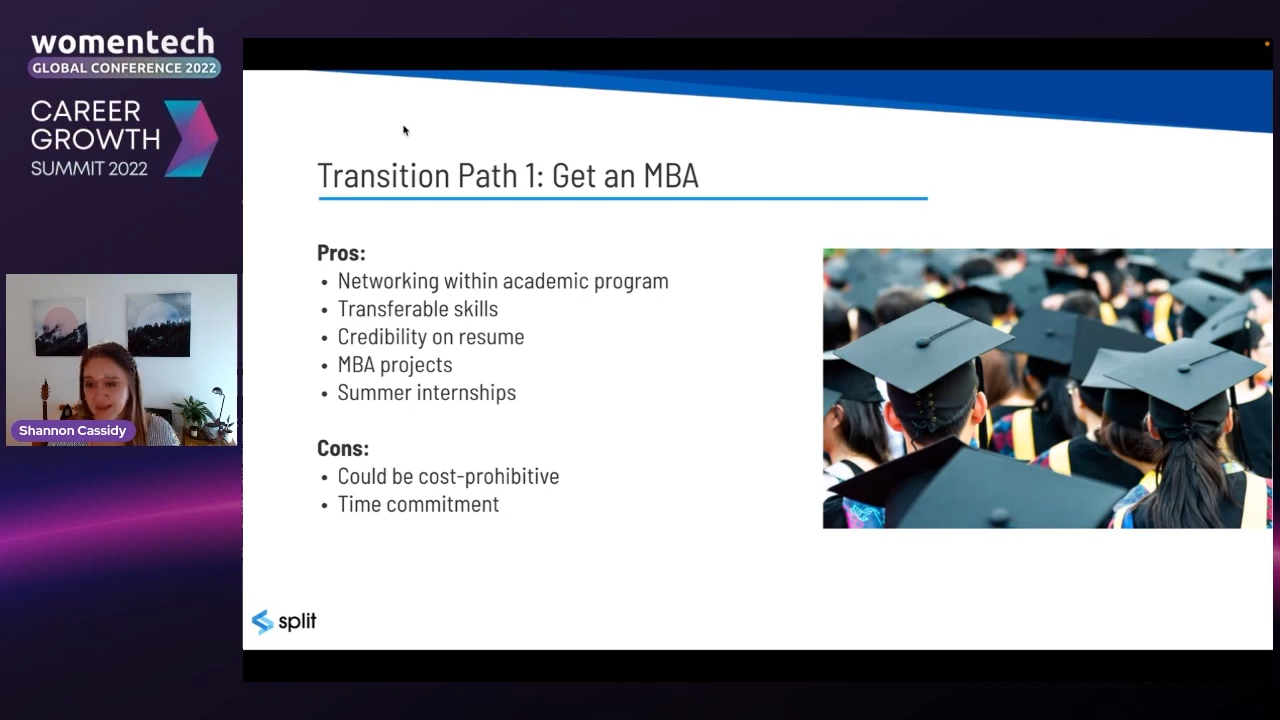 womentech
GLOBAL CONFERENCE 2022
CAREER
GROWTH
SUMMIT 2022
Shannon Cassidy
Transition Path 1: Get an MBA
Pros:
• Networking within academic program
• Transferable skills
• Credibility on resume
• MBA projects
• Summer internships
Cons:
• Could be cost-prohibitive
• Time commitment
split